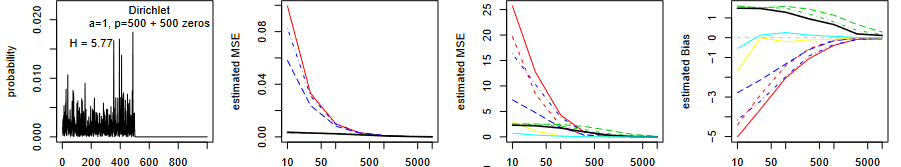 Dirichlet
a=1, p=500 + 500 zeros
H = 5.77
probability
0.000 0.010 0.020
0 200 400 600 800
estimated MSE
0.00 0.04 0.08
10 50 500 5000
estimated MSE
0 5 10 15 20 25
10 50 500 5000
estimated Bias
-5 -3 -1 0 1
10 50 500 5000